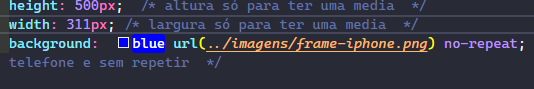 height: 500px;  /* altura só para ter uma media  */
width: 311px; /* largura só para ter uma media  */
background:  blue url(../imagens/frame-iphone.png) no-repeat;
telefone e sem repetir  */